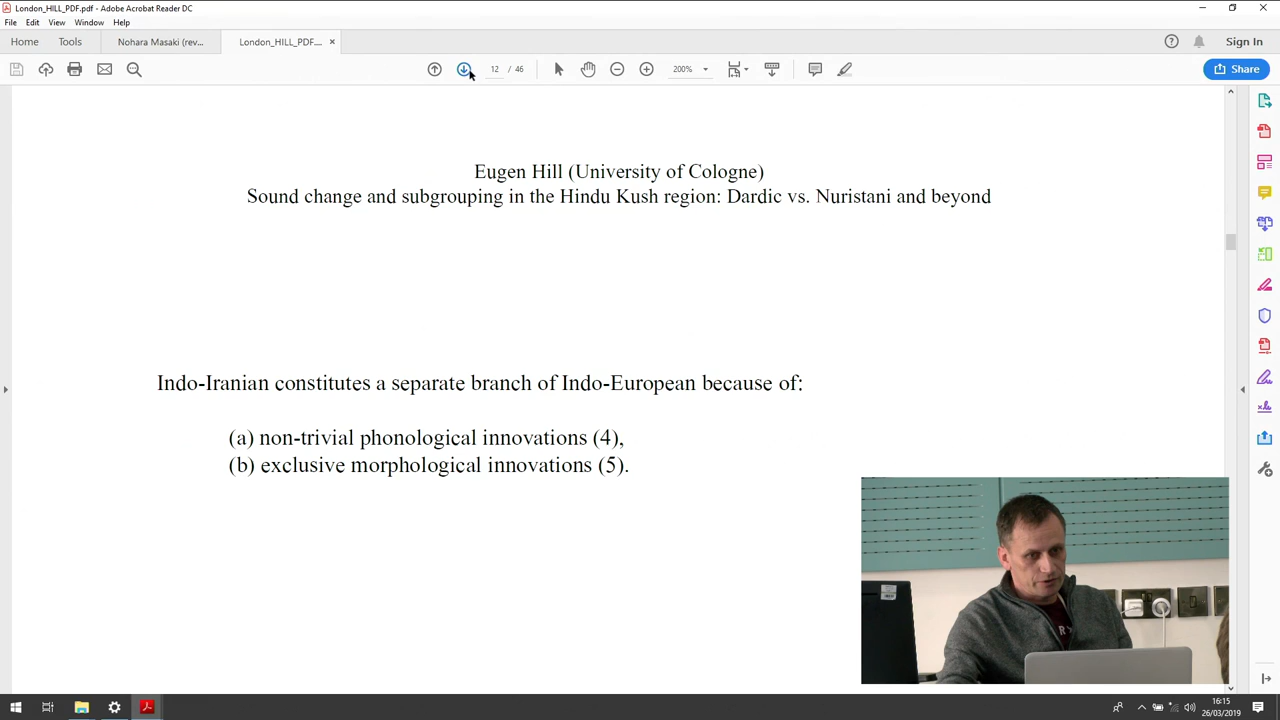 London_HILL_PDF.pdf - Adobe Acrobat Reader DC
File Edit View Window Help
Home Tools Nohara Masaki (rev... London_HILL_PDF.... × Sign In
12 / 46 200% Share
Eugen Hill (University of Cologne)
Sound change and subgrouping in the Hindu Kush region: Dardic vs. Nuristani and beyond
Indo-Iranian constitutes a separate branch of Indo-European because of:
(a) non-trivial phonological innovations (4),
(b) exclusive morphological innovations (5).
16:15
26/03/2019